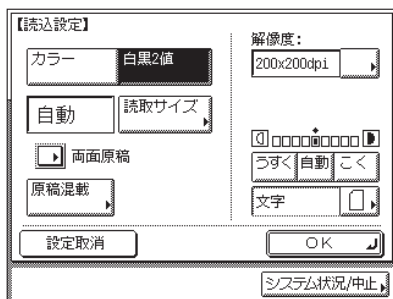 【読込設定】
カラー
白黒2値
自動
読取サイズ
両面原稿
原稿混載
設定取消
解像度：
200x200dpi
うすく
自動
こく
文字
OK
システム状況/中止